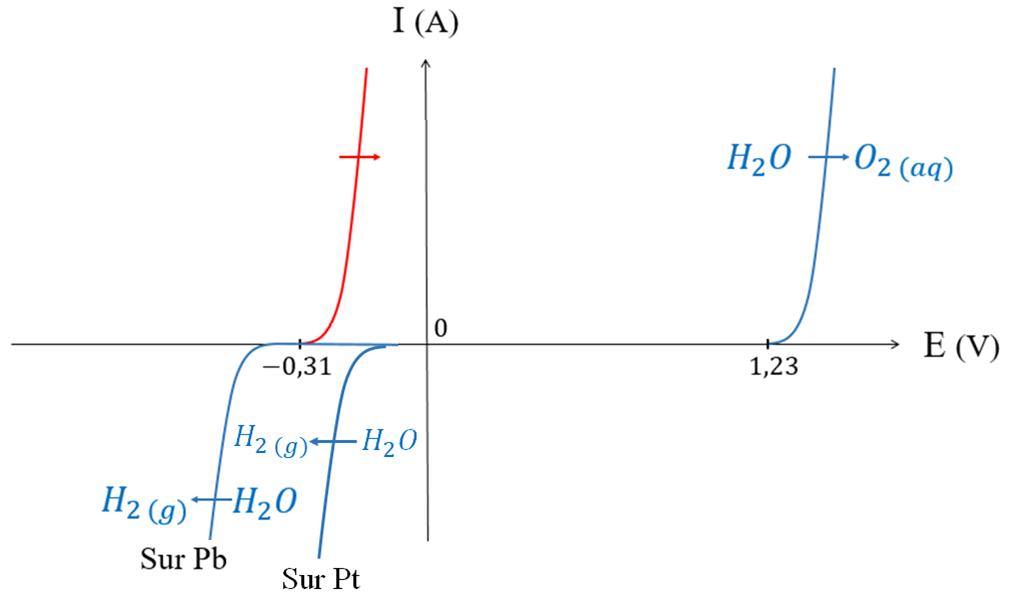 I (A)
H₂O → O₂ (aq)
0
E (V)
−0,31
1,23
H₂ (g) ← H₂O
H₂ (g) ← H₂O
Sur Pb
Sur Pt